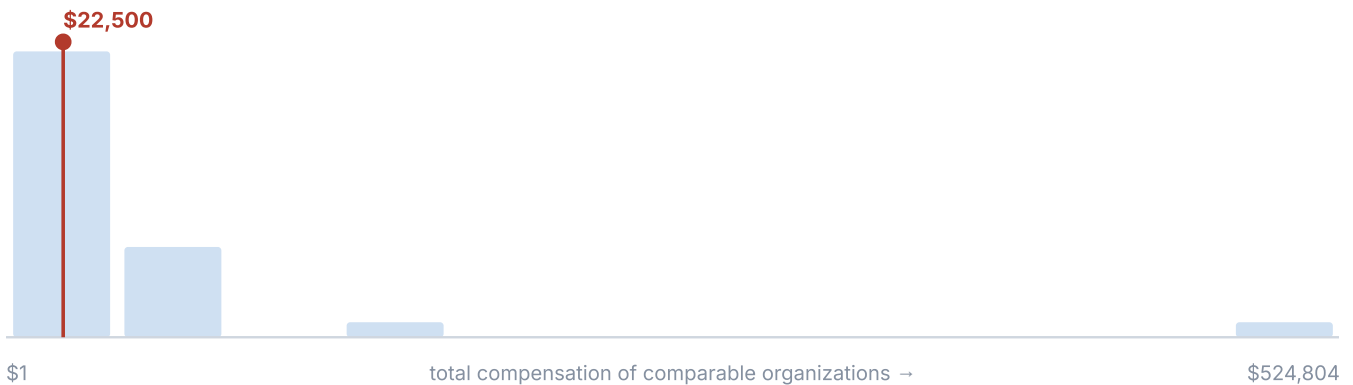 $22,500
$1
total compensation of comparable organizations →
$524,804